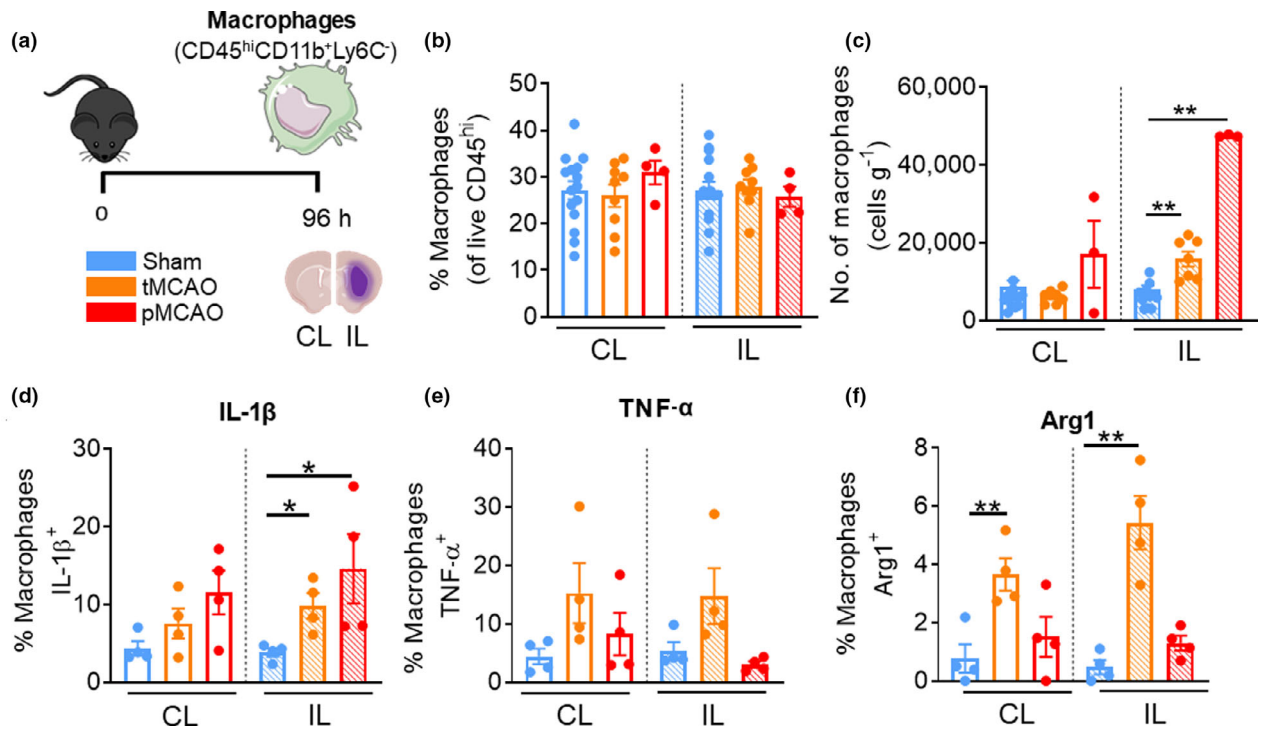 (a)
Macrophages
(CD45hiCD11b+Ly6C-)
0
96 h
Sham
tMCAO
pMCAO
CL IL
(b)
% Macrophages
(of live CD45hi)
50
40
30
20
10
0
CL
IL
(c)
No. of macrophages
(cells g-1)
60,000
40,000
20,000
0
**
**
CL
IL
(d)
IL-1β
% Macrophages
IL-1β+
30
20
10
0
*
*
CL
IL
(e)
TNF-α
% Macrophages
TNF-α+
40
30
20
10
0
CL
IL
(f)
Arg1
% Macrophages
Arg1+
8
6
4
2
0
**
**
CL
IL